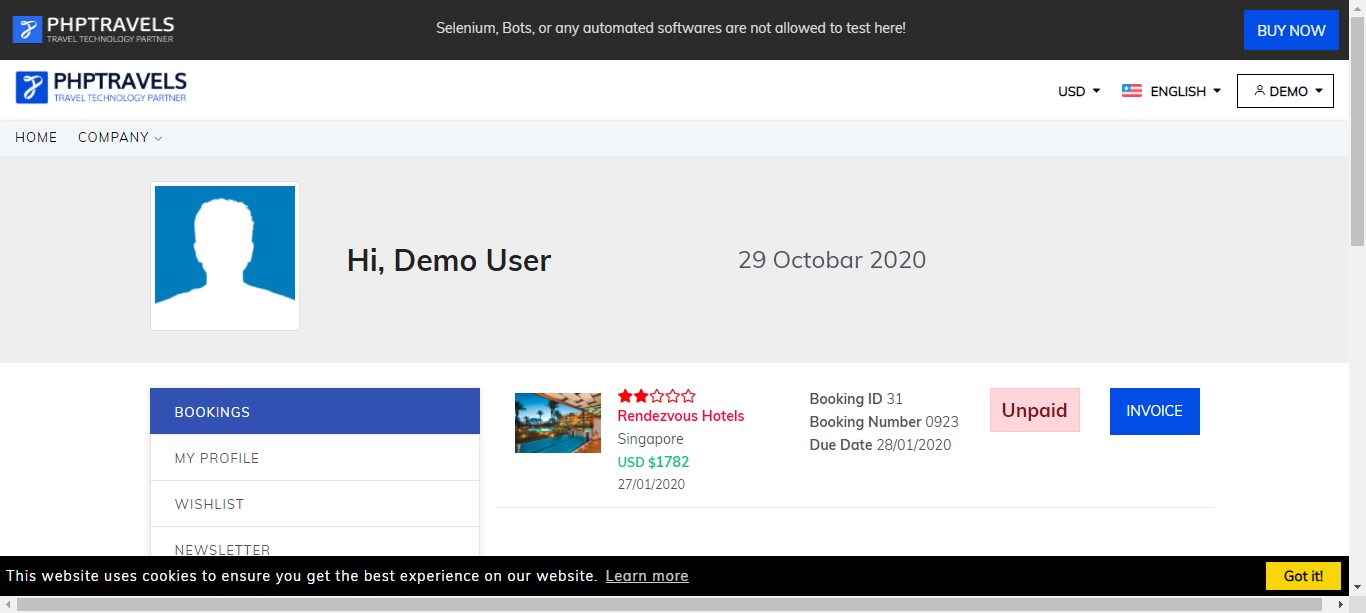 PHPTRAVELS
TRAVEL TECHNOLOGY PARTNER
Selenium, Bots, or any automated softwares are not allowed to test here!
BUY NOW
PHPTRAVELS
TRAVEL TECHNOLOGY PARTNER
USD
ENGLISH
DEMO
HOME
COMPANY
Hi, Demo User
29 Octobar 2020
BOOKINGS
MY PROFILE
WISHLIST
NEWSLETTER
Rendezvous Hotels
Singapore
USD $1782
27/01/2020
Booking ID 31
Booking Number 0923
Due Date 28/01/2020
Unpaid
INVOICE
This website uses cookies to ensure you get the best experience on our website. Learn more
Got it!